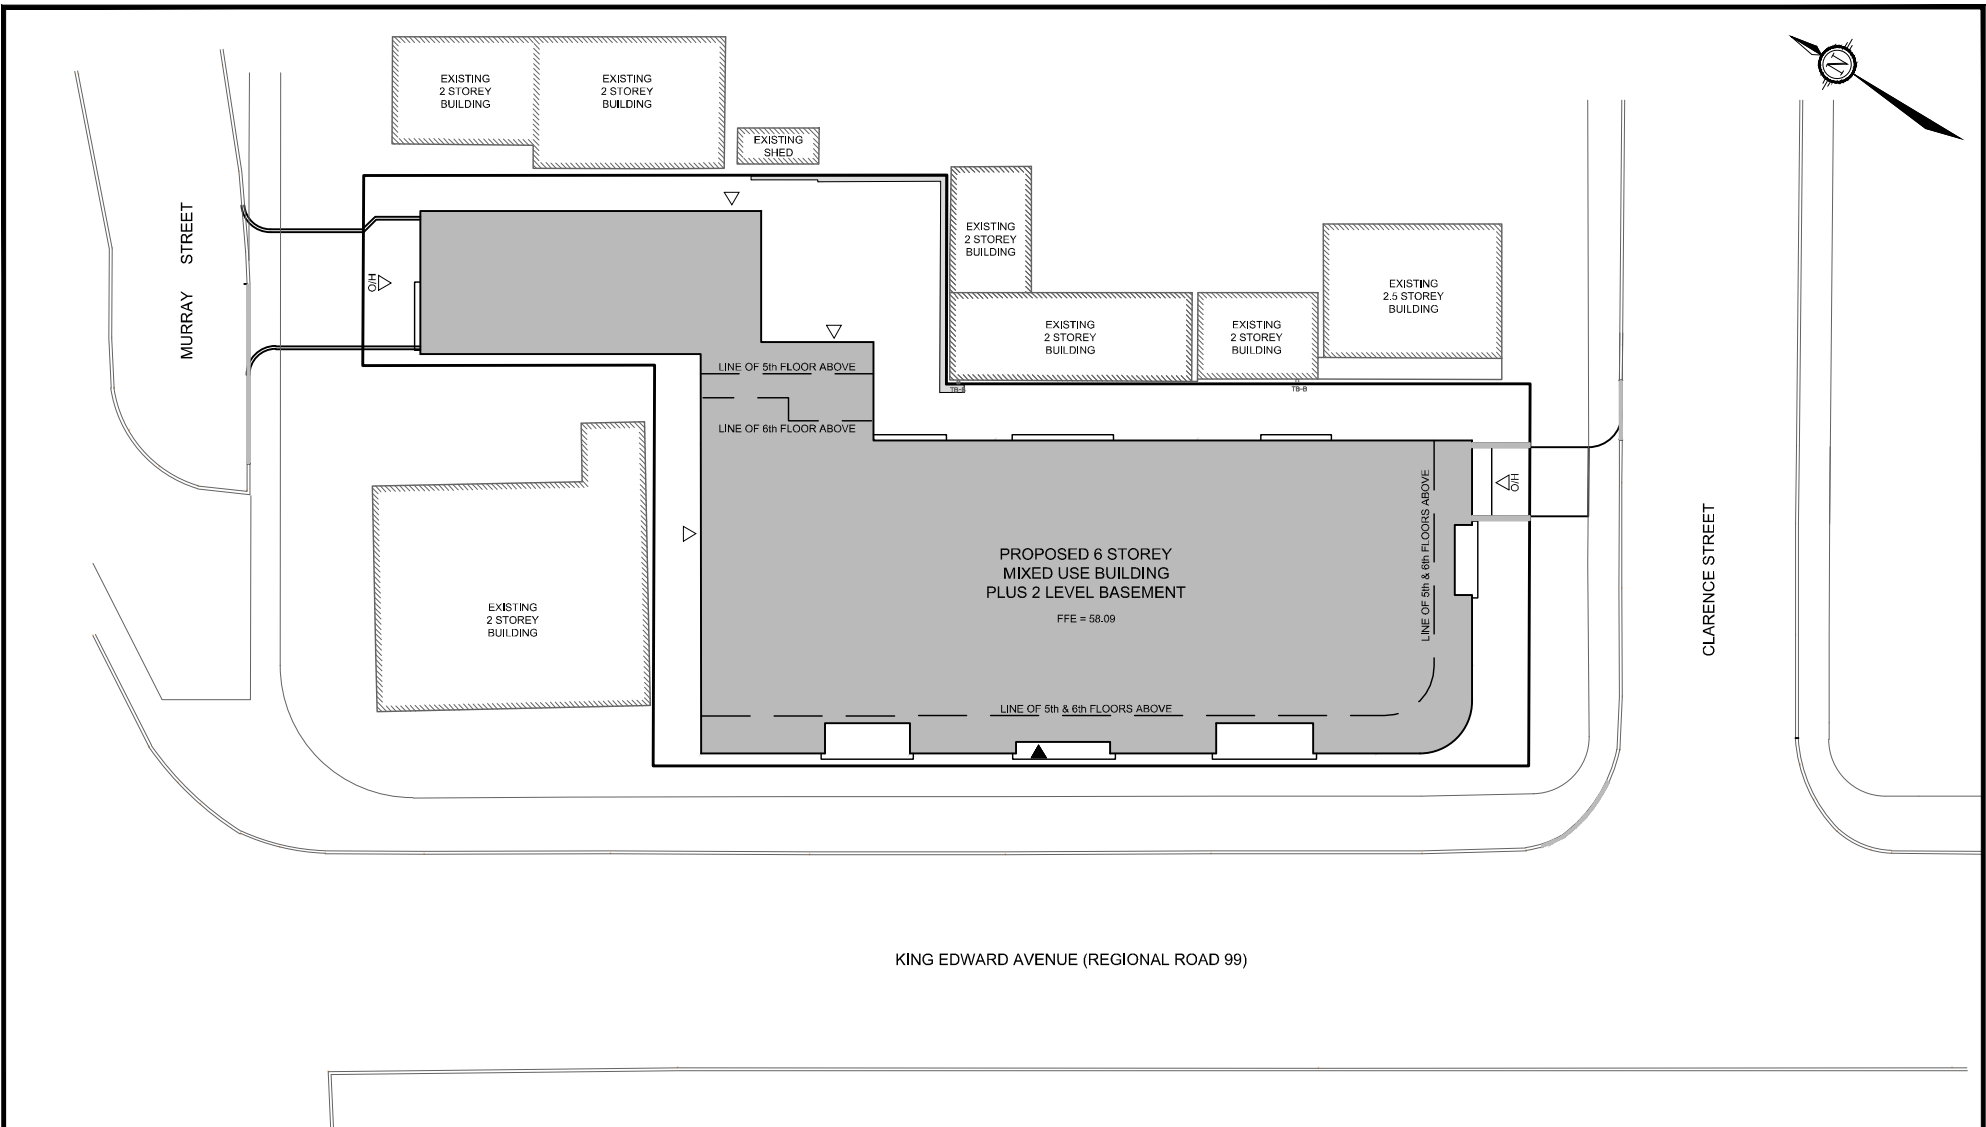 EXISTING
2 STOREY
BUILDING
EXISTING
2 STOREY
BUILDING
N
EXISTING
SHED
MURRAY STREET
EXISTING
2 STOREY
BUILDING
O/H
EXISTING
2.5 STOREY
BUILDING
EXISTING
2 STOREY
BUILDING
EXISTING
2 STOREY
BUILDING
LINE OF 5th FLOOR ABOVE
TB-B
LINE OF 6th FLOOR ABOVE
O/H
LINE OF 5th & 6th FLOORS ABOVE
CLARENCE STREET
PROPOSED 6 STOREY
MIXED USE BUILDING
PLUS 2 LEVEL BASEMENT
FFE = 58.09
EXISTING
2 STOREY
BUILDING
LINE OF 5th & 6th FLOORS ABOVE
KING EDWARD AVENUE (REGIONAL ROAD 99)